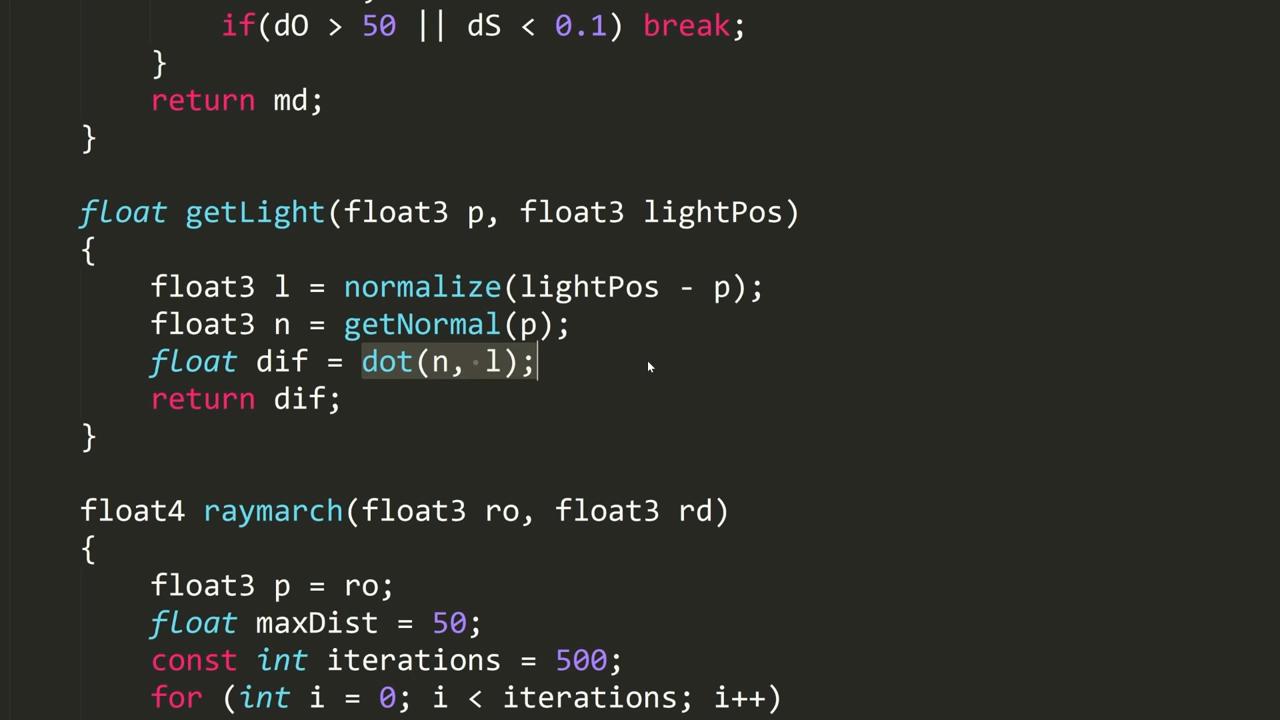 if(dO > 50 || dS < 0.1) break;
}
return md;
}
float getLight(float3 p, float3 lightPos)
{
float3 l = normalize(lightPos - p);
float3 n = getNormal(p);
float dif = dot(n, l);
return dif;
}
float4 raymarch(float3 ro, float3 rd)
{
float3 p = ro;
float maxDist = 50;
const int iterations = 500;
for (int i = 0; i < iterations; i++)